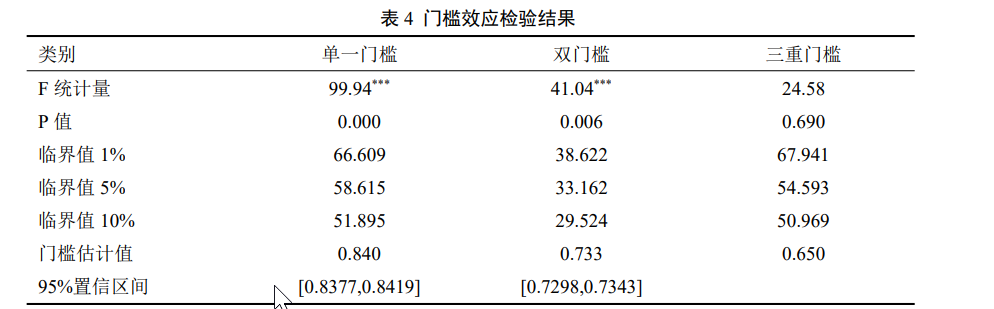 表 4 门槛效应检验结果
类别 单一门槛 双门槛 三重门槛
F 统计量 99.94*** 41.04*** 24.58
P 值 0.000 0.006 0.690
临界值 1% 66.609 38.622 67.941
临界值 5% 58.615 33.162 54.593
临界值 10% 51.895 29.524 50.969
门槛估计值 0.840 0.733 0.650
95%置信区间 [0.8377,0.8419] [0.7298,0.7343]